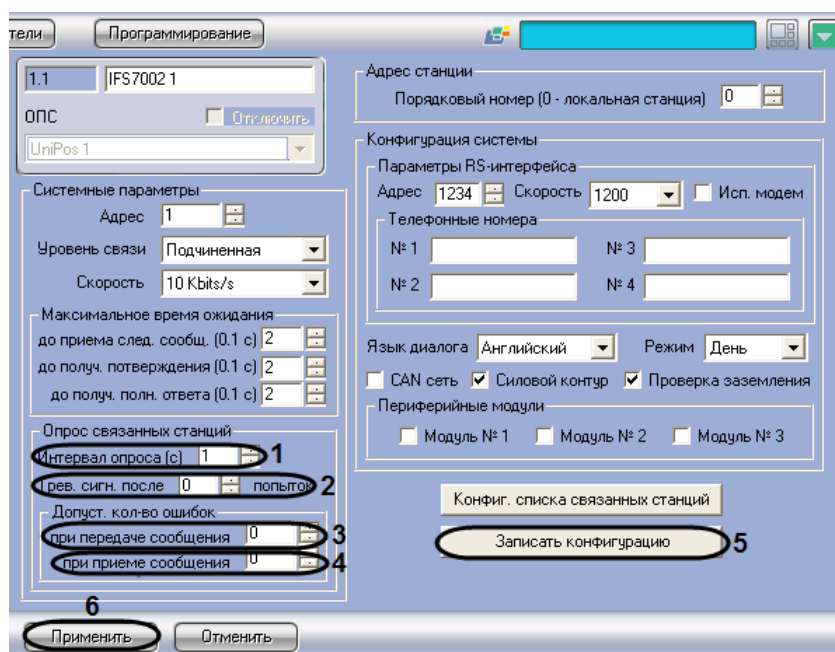 тели
Программирование
1.1
IFS7002 1
ОПС
Отключить
UniPos 1
Системные параметры
Адрес 1
Уровень связи Подчиненная
Скорость 10 Kbits/s
Максимальное время ожидания
до приема след. сообщ. (0.1 с) 2
до получ. потверждения (0.1 с) 2
до получ. полн. ответа (0.1 с) 2
Опрос связанных станций
Интервал опроса (с) 1
1
Трев. сигн. после 0 попыток
2
Допуст. кол-во ошибок
при передаче сообщения 0
3
при приеме сообщения 0
4
Адрес станции
Порядковый номер (0 - локальная станция) 0
Конфигурация системы
Параметры RS-интерфейса
Адрес 1234 Скорость 1200 Исп. модем
Телефонные номера
№ 1 № 3
№ 2 № 4
Язык диалога Английский Режим День
CAN сеть Силовой контур Проверка заземления
Периферийные модули
Модуль № 1 Модуль № 2 Модуль № 3
Конфиг. списка связанных станций
Записать конфигурацию
5
6
Применить
Отменить